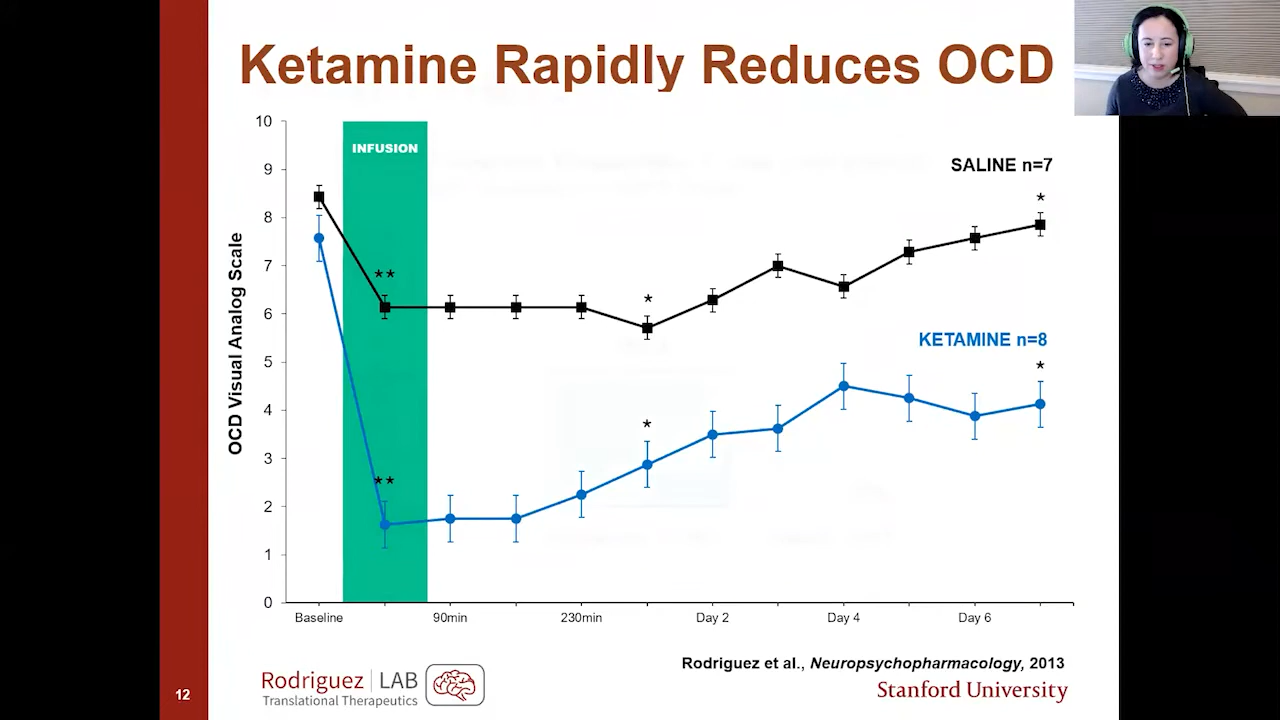 Ketamine Rapidly Reduces OCD
10
9
8
7
6
5
4
3
2
1
0
OCD Visual Analog Scale
INFUSION
SALINE n=7
*
**
*
KETAMINE n=8
*
*
**
Baseline
90min
230min
Day 2
Day 4
Day 6
Rodriguez et al., Neuropsychopharmacology, 2013
12
Rodriguez | LAB
Translational Therapeutics
Stanford University